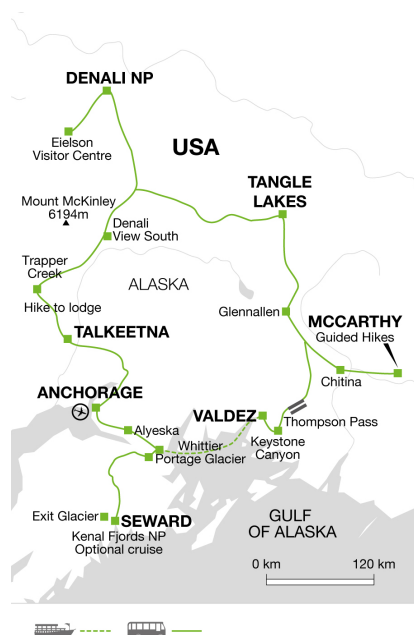 DENALI NP
Eielson
Visitor Centre
USA
Mount McKinley
6194m
TANGLE
LAKES
Denali
View South
Trapper
Creek
ALASKA
Hike to lodge
Glennallen
MCCARTHY
Guided Hikes
TALKEETNA
Chitina
ANCHORAGE
VALDEZ
Thompson Pass
Alyeska
Keystone
Canyon
Whittier
Portage Glacier
Exit Glacier
SEWARD
Kenal Fjords NP
Optional cruise
GULF
OF ALASKA
0 km
120 km